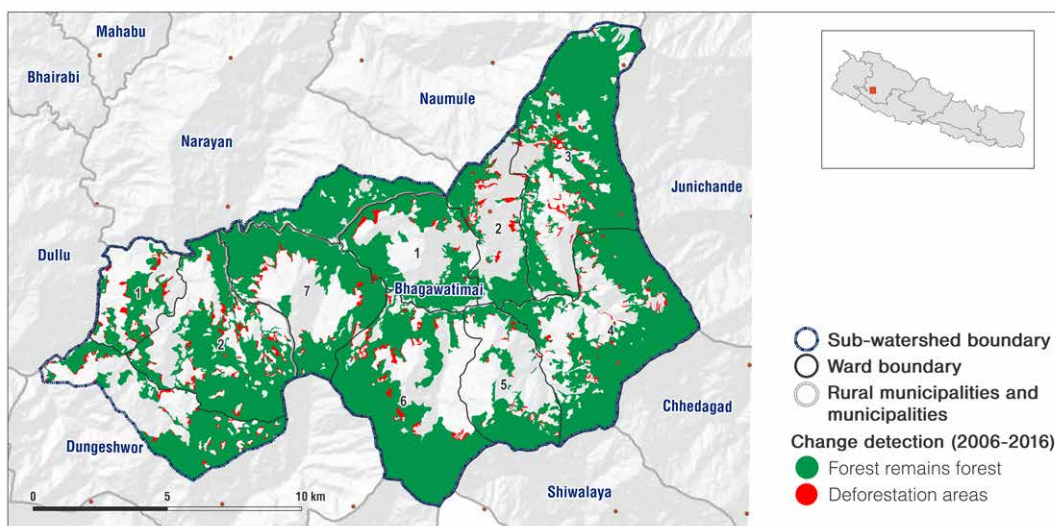 Mahabu
Bhairabi
Naumule
Narayan
3
Junichande
2
Dullu
1
7
Bhagawatimai
1
2
4
5
6
Dungeshwor
Chhedagad
Shiwalaya
0 5 10 km
Sub-watershed boundary
Ward boundary
Rural municipalities and
municipalities
Change detection (2006-2016)
Forest remains forest
Deforestation areas